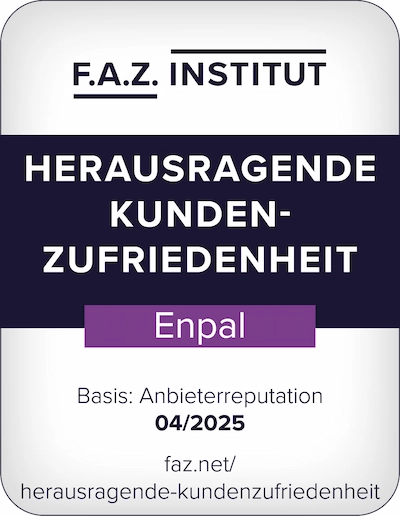 F.A.Z. INSTITUT
HERAUSRAGENDE
KUNDEN-
ZUFRIEDENHEIT
Enpal
Basis: Anbieterreputation
04/2025
faz.net/
herausragende-kundenzufriedenheit